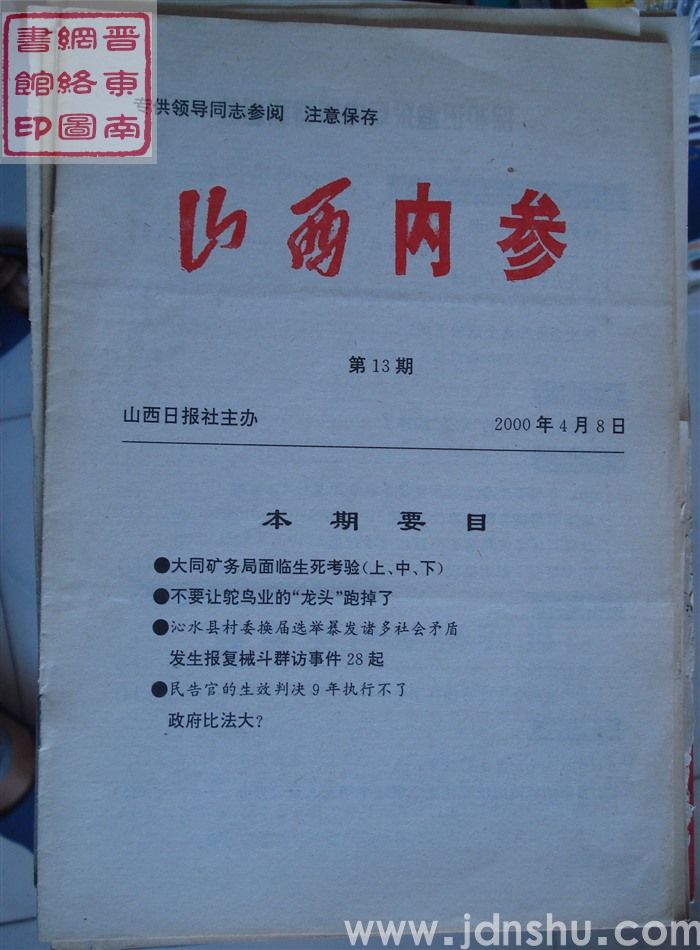 晋东南
網絡圖
書館印
专供领导同志参阅 注意保存
山西内参
第13期
山西日报社主办 2000年4月8日
本期要目
●大同矿务局面临生死考验(上、中、下)
●不要让鸵鸟业的“龙头”跑掉了
●沁水县村委换届选举暴发诸多社会矛盾
发生报复械斗群访事件28起
●民告官的生效判决9年执行不了
政府比法大?
www.jdnshu.com